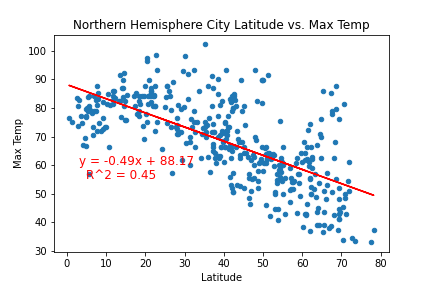 Northern Hemisphere City Latitude vs. Max Temp
100
90
80
70
60
50
40
30
Max Temp
y = -0.49x + 88.17
R^2 = 0.45
0 10 20 30 40 50 60 70 80
Latitude